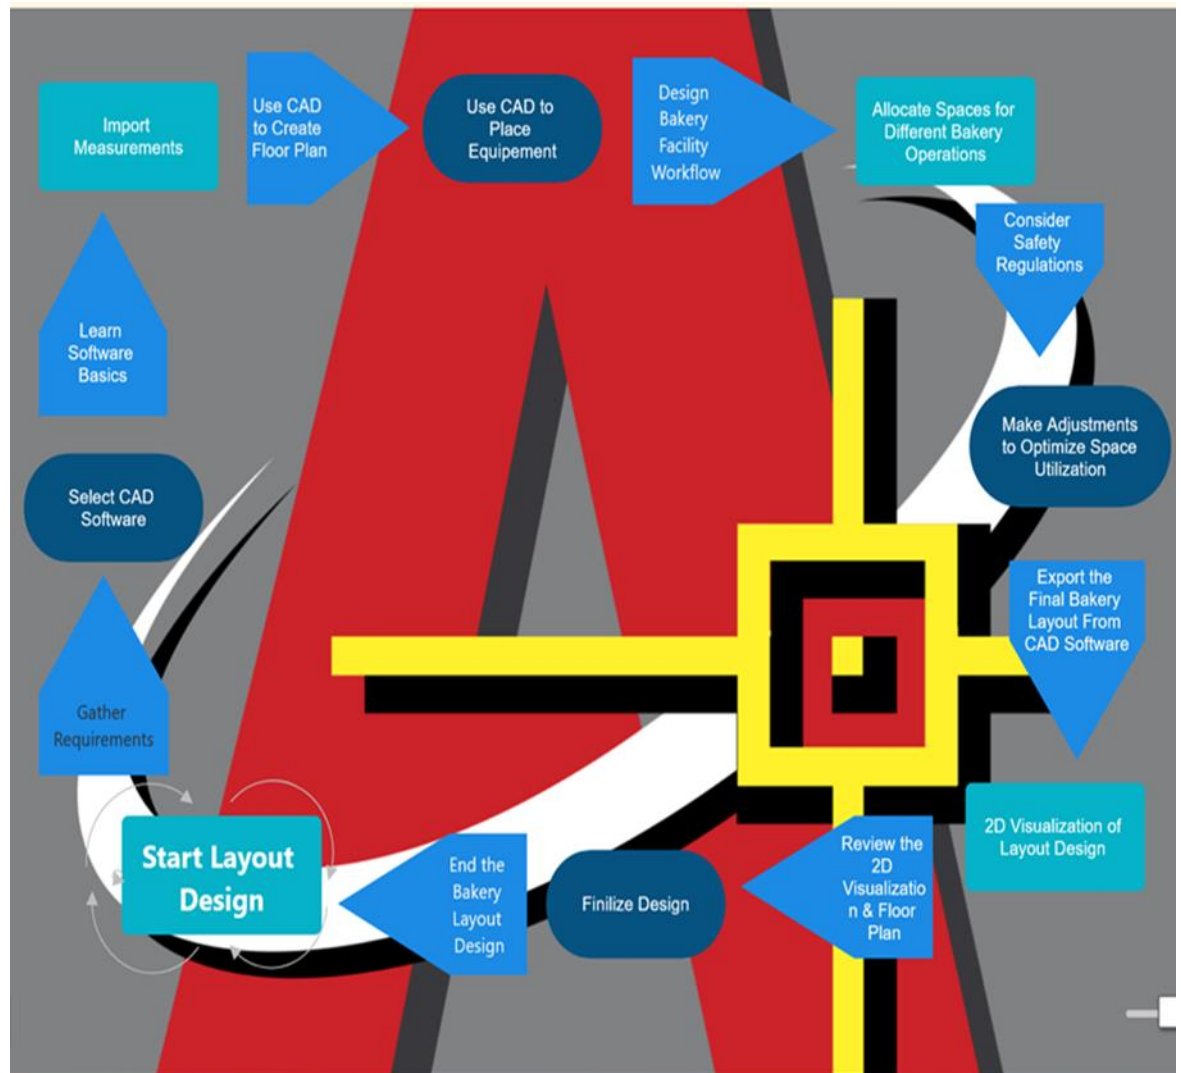 Import
Measurements
Use CAD
to Create
Floor Plan
Use CAD to
Place
Equipement
Design
Bakery
Facility
Workflow
Allocate Spaces for
Different Bakery
Operations
Consider
Safety
Regulations
Learn
Software
Basics
Make Adjustments
to Optimize Space
Utilization
Select CAD
Software
Export the
Final Bakery
Layout From
CAD Software
Gather
Requirements
2D Visualization of
Layout Design
Review the
2D
Visualizatio
n & Floor
Plan
Finilize Design
End the
Bakery
Layout
Design
Start Layout
Design